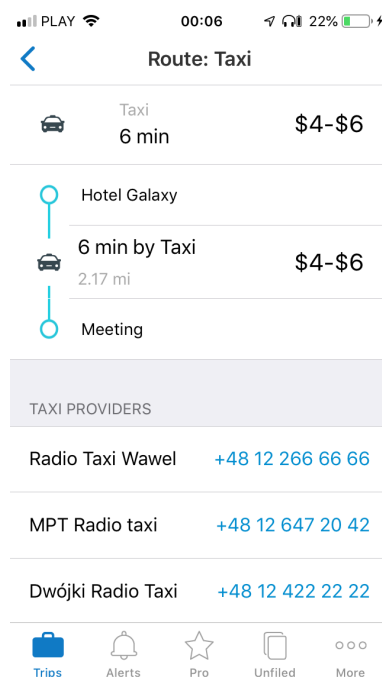 PLAY 00:06 22%
Route: Taxi
Taxi
6 min $4-$6
Hotel Galaxy
6 min by Taxi $4-$6
2.17 mi
Meeting
TAXI PROVIDERS
Radio Taxi Wawel +48 12 266 66 66
MPT Radio taxi +48 12 647 20 42
Dwójki Radio Taxi +48 12 422 22 22
Trips Alerts Pro Unfiled More